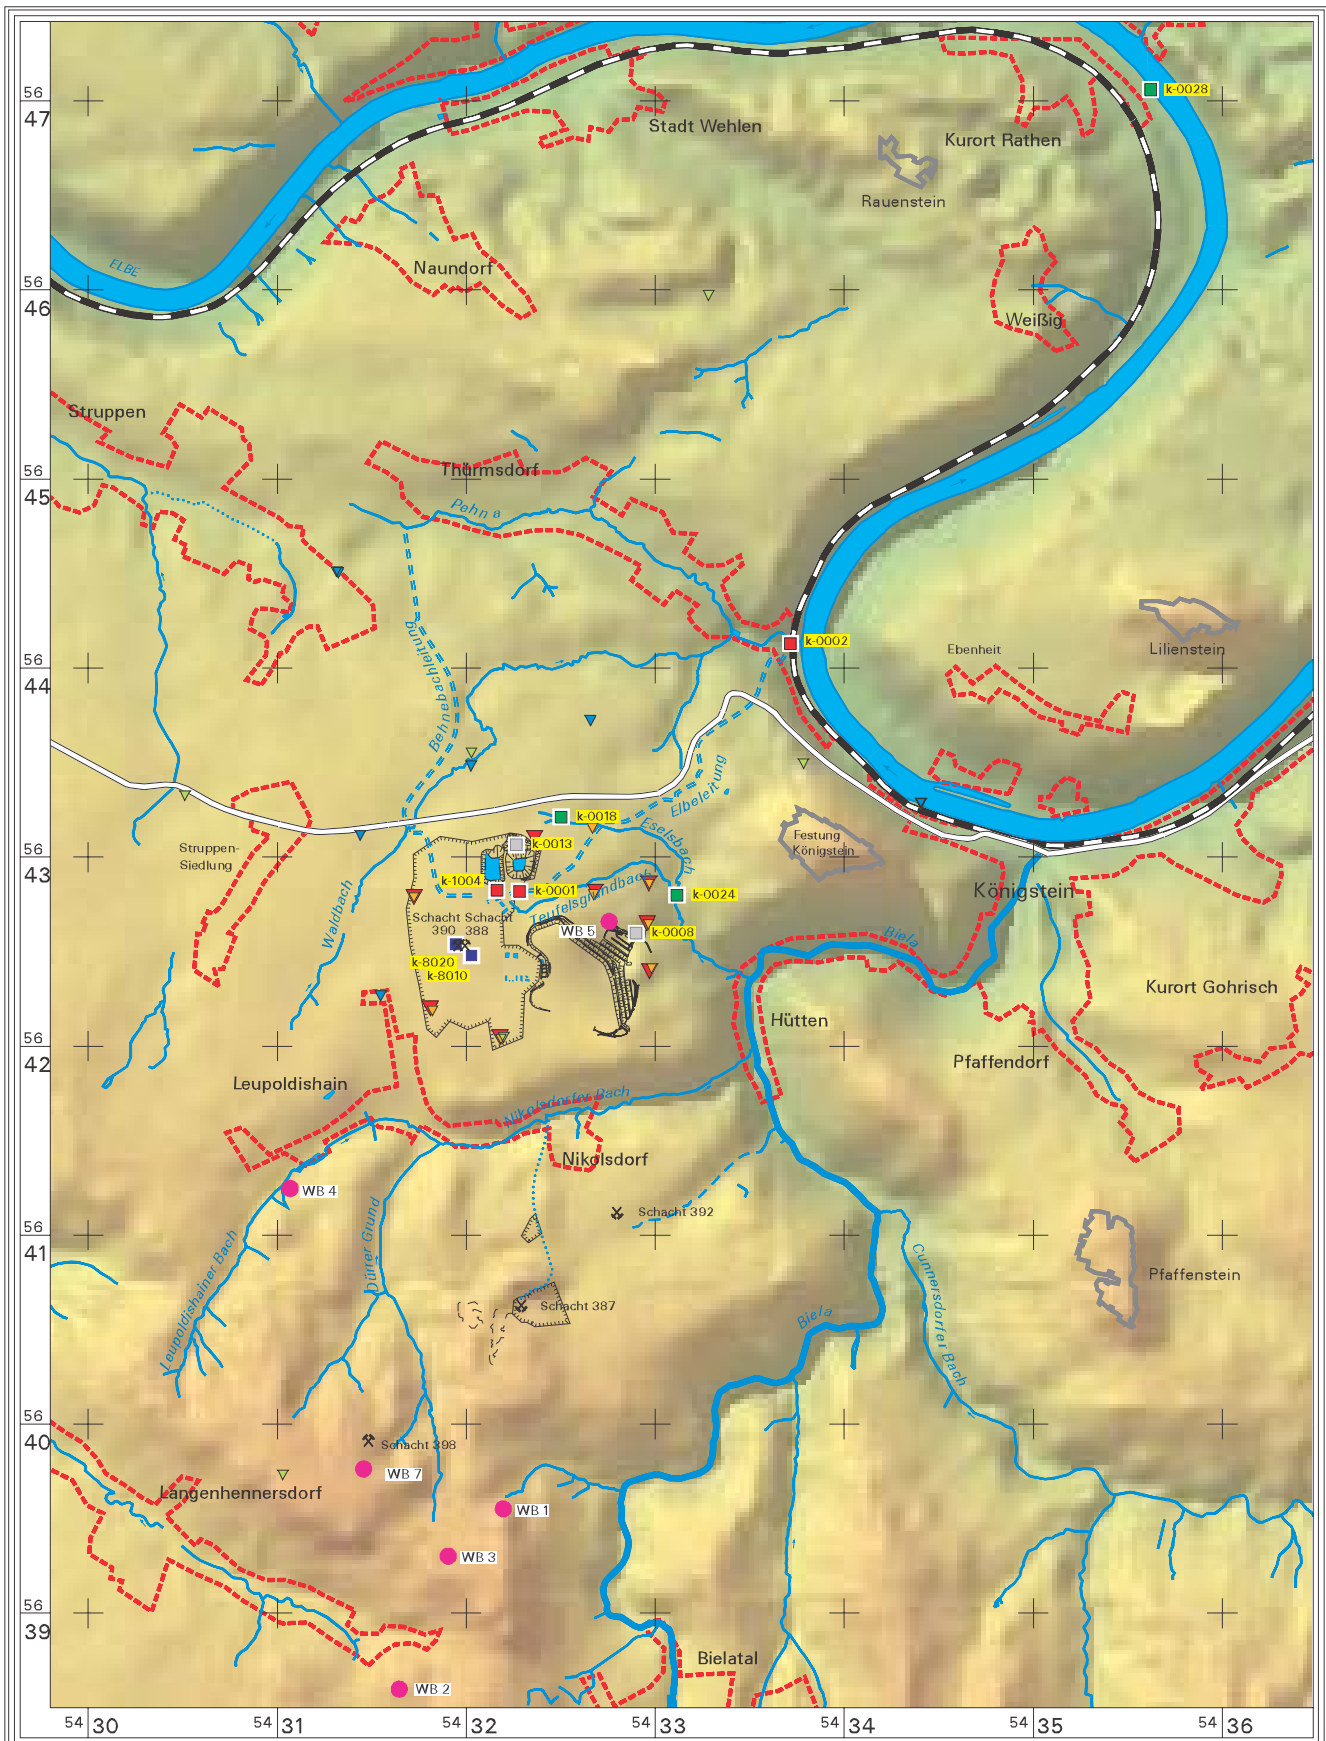 56
47
k-0028
Stadt Wehlen
Kurort Rathen
Rauenstein
ELBE
Naundorf
56
46
Weißig
Struppen
Thürmsdorf
56
45
Pehna
Behnebachleitung
k-0002
Ebenheit
Lilienstein
56
44
Elbeleitung
k-0018
Eselsbach
Festung
Königstein
k-0013
Struppen-
Siedlung
56
43
k-1004
k-0001
Teufelsgrundbach
k-0024
Königstein
Waldbach
Schacht Schacht
390 388
WB 5
k-0008
Biela
k-8020
k-8010
Kurort Gohrisch
Hütten
56
42
Pfaffendorf
Leupoldishain
Nikolsdorfer Bach
Nikolsdorf
WB 4
Schacht 392
56
41
Leupoldishainer Bach
Dürrer Grund
Cunnersdorfer Bach
Pfaffenstein
Schacht 387
Biela
56
40
Schacht 398
WB 7
Langenhennersdorf
WB 1
WB 3
56
39
Bielatal
WB 2
54 30
54 31
54 32
54 33
54 34
54 35
54 36